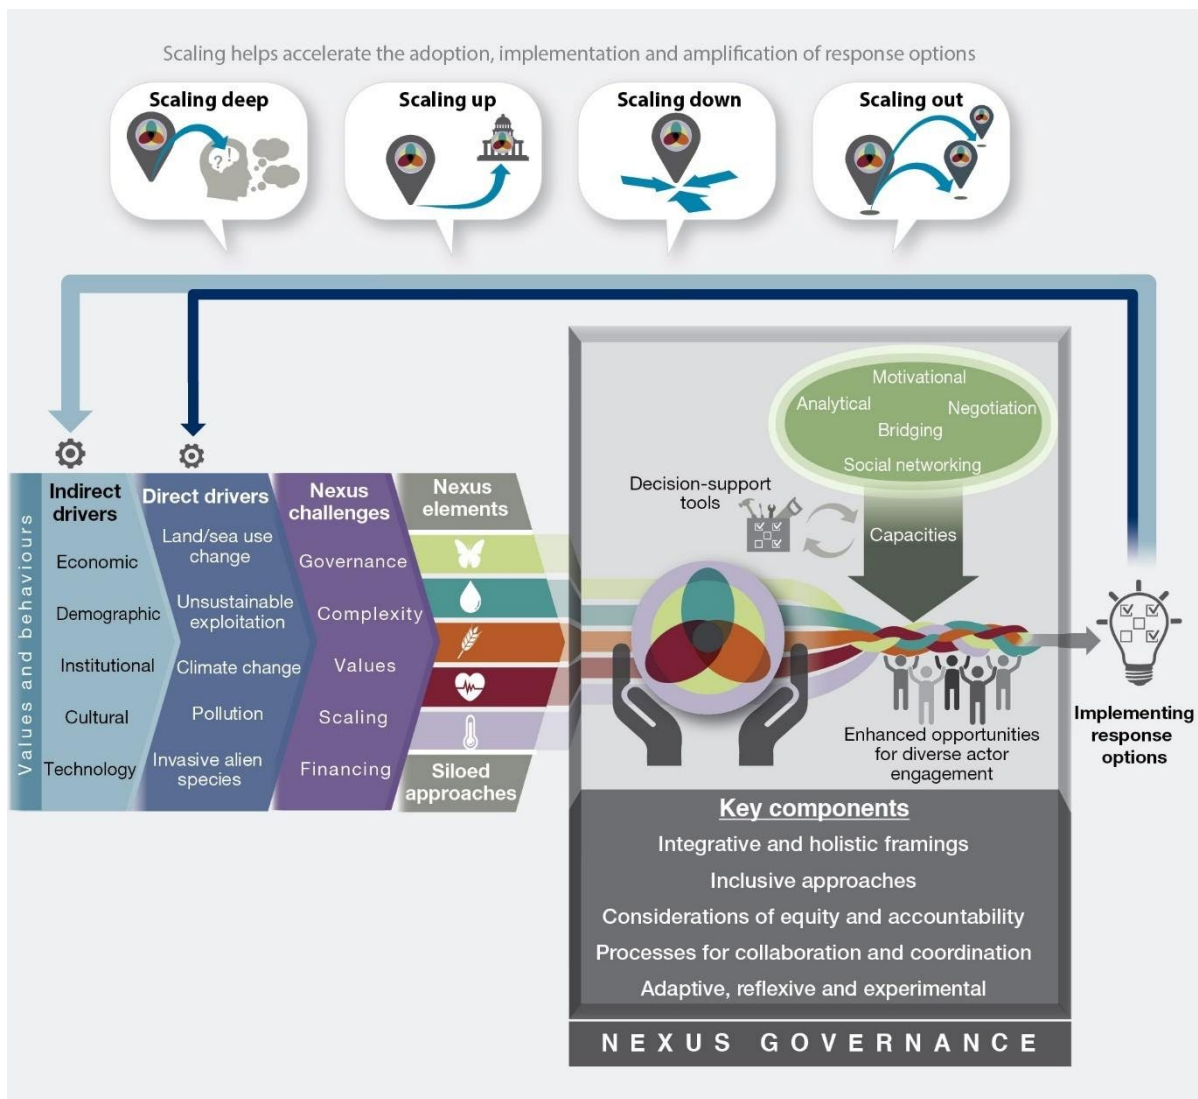 Scaling helps accelerate the adoption, implementation and amplification of response options
Scaling deep
Scaling up
Scaling down
Scaling out
? !
Values and behaviours
Indirect
drivers
Economic
Demographic
Institutional
Cultural
Technology
Direct drivers
Land/sea use
change
Unsustainable
exploitation
Climate change
Pollution
Invasive alien
species
Nexus
challenges
Governance
Complexity
Values
Scaling
Financing
Nexus
elements
Siloed
approaches
Motivational
Analytical
Negotiation
Bridging
Social networking
Decision-support
tools
Capacities
Enhanced opportunities
for diverse actor
engagement
Implementing
response
options
Key components
Integrative and holistic framings
Inclusive approaches
Considerations of equity and accountability
Processes for collaboration and coordination
Adaptive, reflexive and experimental
NEXUS GOVERNANCE